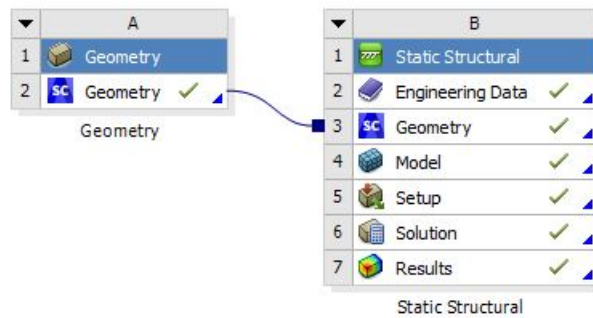 A
1 Geometry
2 SC Geometry
Geometry
B
1 Static Structural
2 Engineering Data
3 SC Geometry
4 Model
5 Setup
6 Solution
7 Results
Static Structural